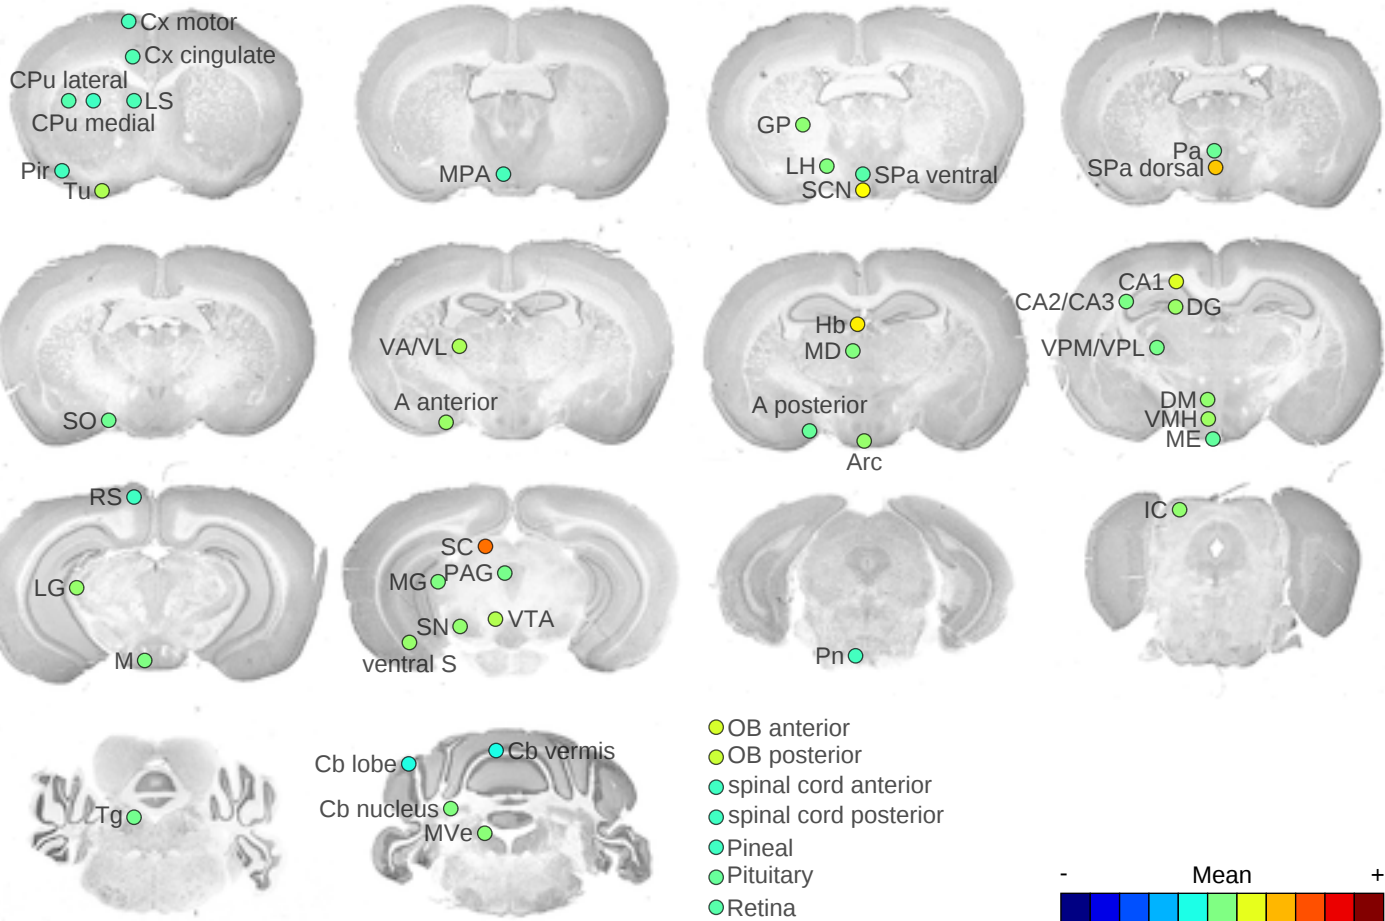 Cx motor
Cx cingulate
CPu lateral
LS
CPu medial
Pir
Tu
MPA
GP
LH
SPa ventral
SCN
Pa
SPa dorsal
SO
VA/VL
A anterior
Hb
MD
A posterior
Arc
CA1
CA2/CA3
DG
VPM/VPL
DM
VMH
ME
RS
LG
M
SC
MG
PAG
SN
VTA
ventral S
Pn
IC
Tg
Cb lobe
Cb vermis
Cb nucleus
MVe
OB anterior
OB posterior
spinal cord anterior
spinal cord posterior
Pineal
Pituitary
Retina
- Mean +